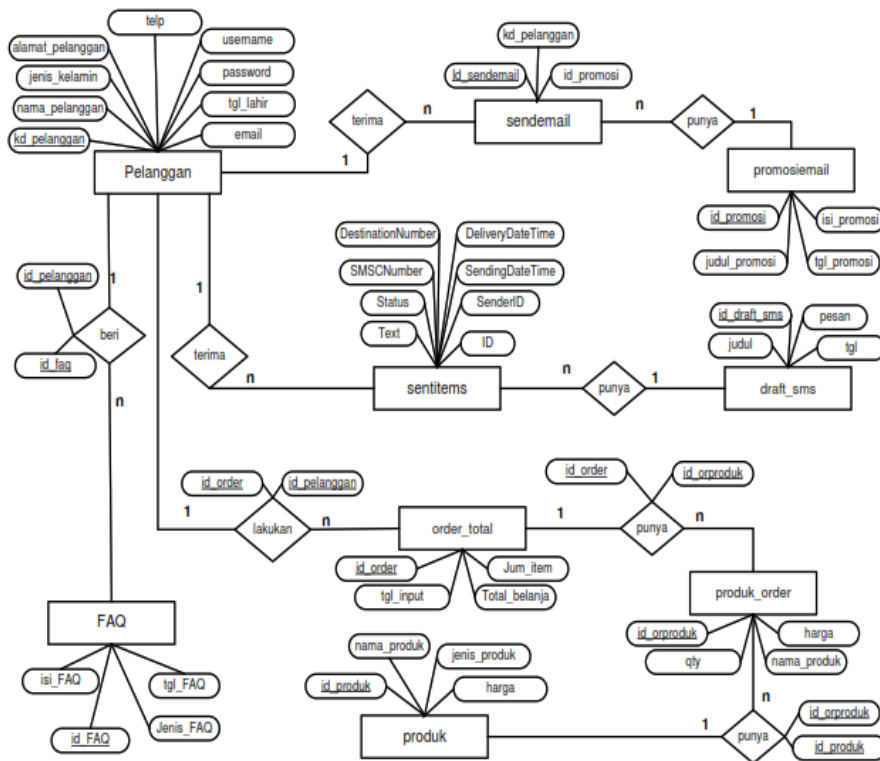 telp
alamat_pelanggan
username
jenis_kelamin
password
nama_pelanggan
tgl_lahir
kd_pelanggan
email
Pelanggan
kd_pelanggan
Id_sendemail
id_promosi
terima
n
sendemail
n
punya
1
1
promosiemail
id_promosi
isi_promosi
judul_promosi
tgl_promosi
DestinationNumber
DeliveryDateTime
SMSCNumber
SendingDateTime
Status
SenderID
Text
ID
id_pelanggan
1
beri
id_faq
n
1
terima
n
sentitems
n
punya
1
id_draft_sms
pesan
judul
tgl
draft_sms
id_order
id_pelanggan
1
lakukan
n
order_total
1
id_order
id_orproduk
punya
n
id_order
Jum_item
tgl_input
Total_belanja
produk_order
id_orproduk
harga
qty
nama_produk
FAQ
isi_FAQ
tgl_FAQ
id_FAQ
Jenis_FAQ
nama_produk
jenis_produk
id_produk
harga
produk
1
n
punya
id_orproduk
id_produk